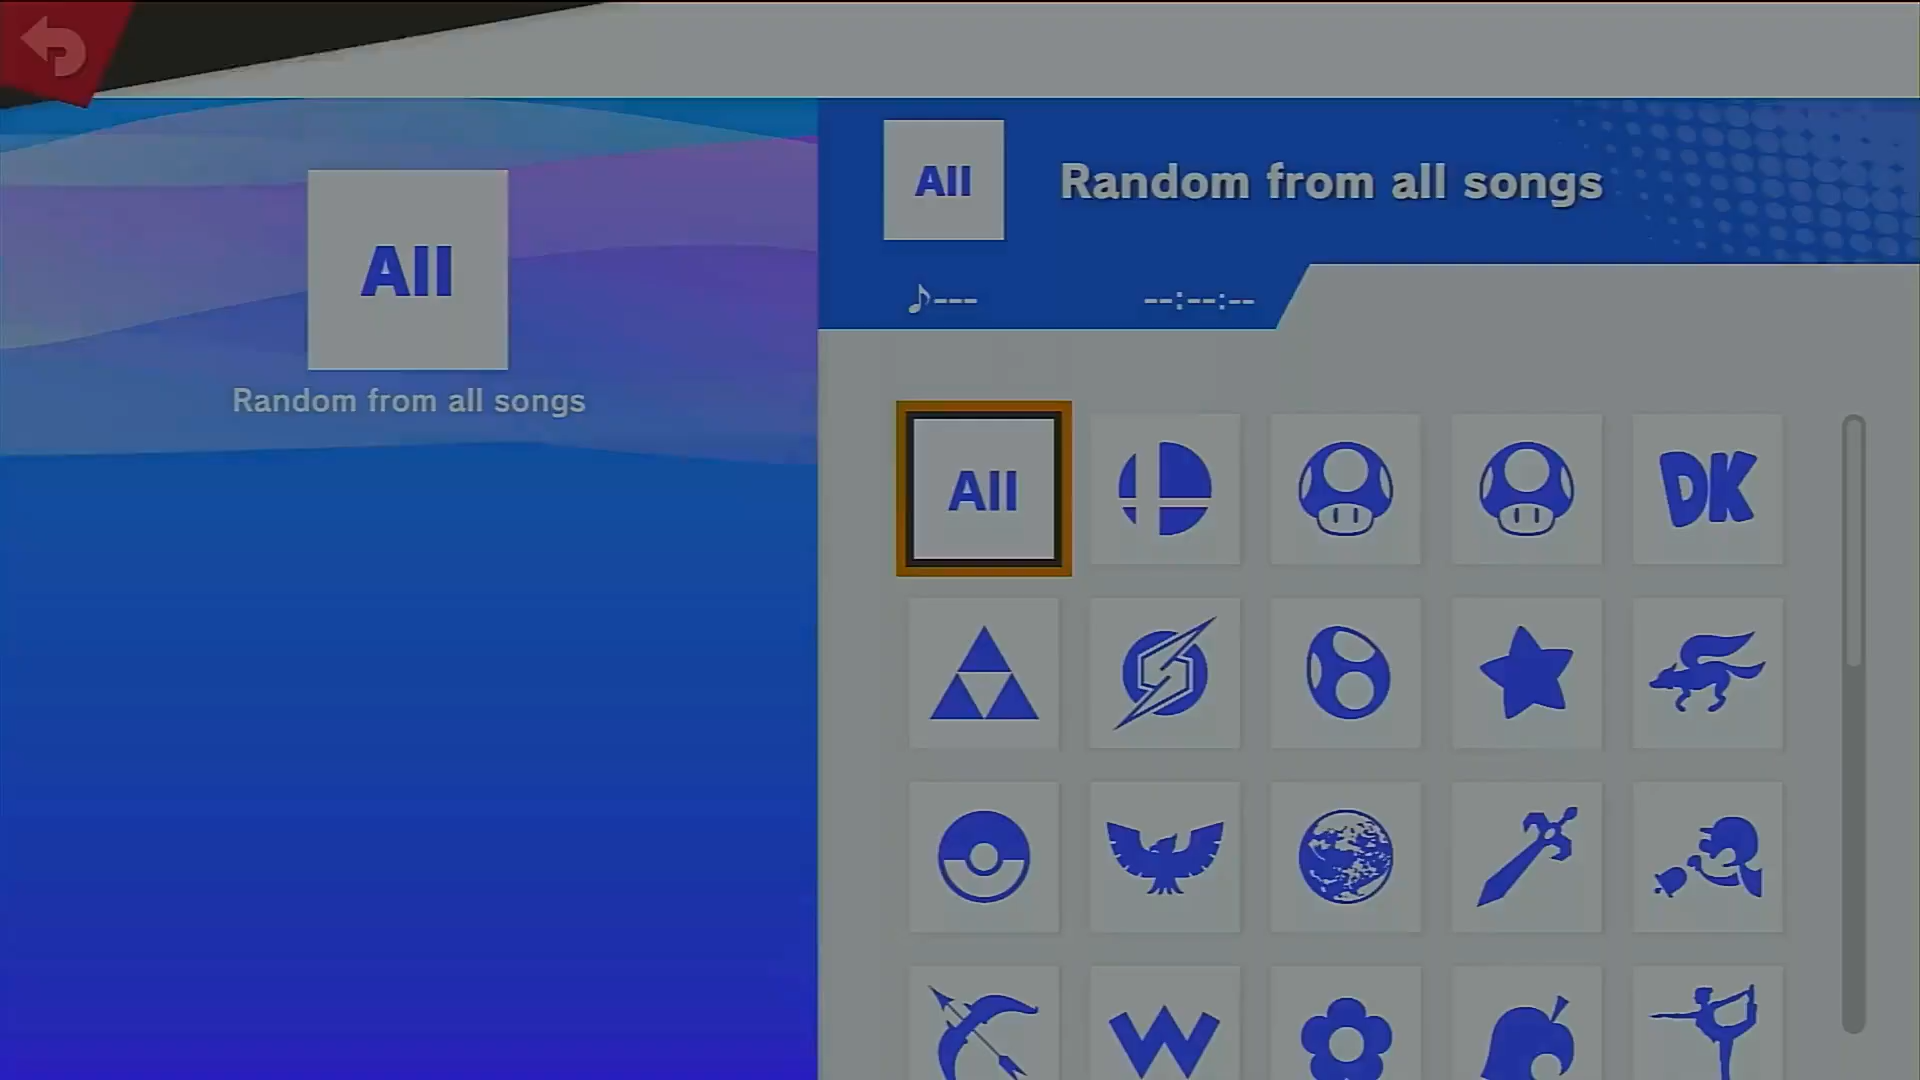 All
Random from all songs
All
Random from all songs
♪--- --:--:--
All
DK
W